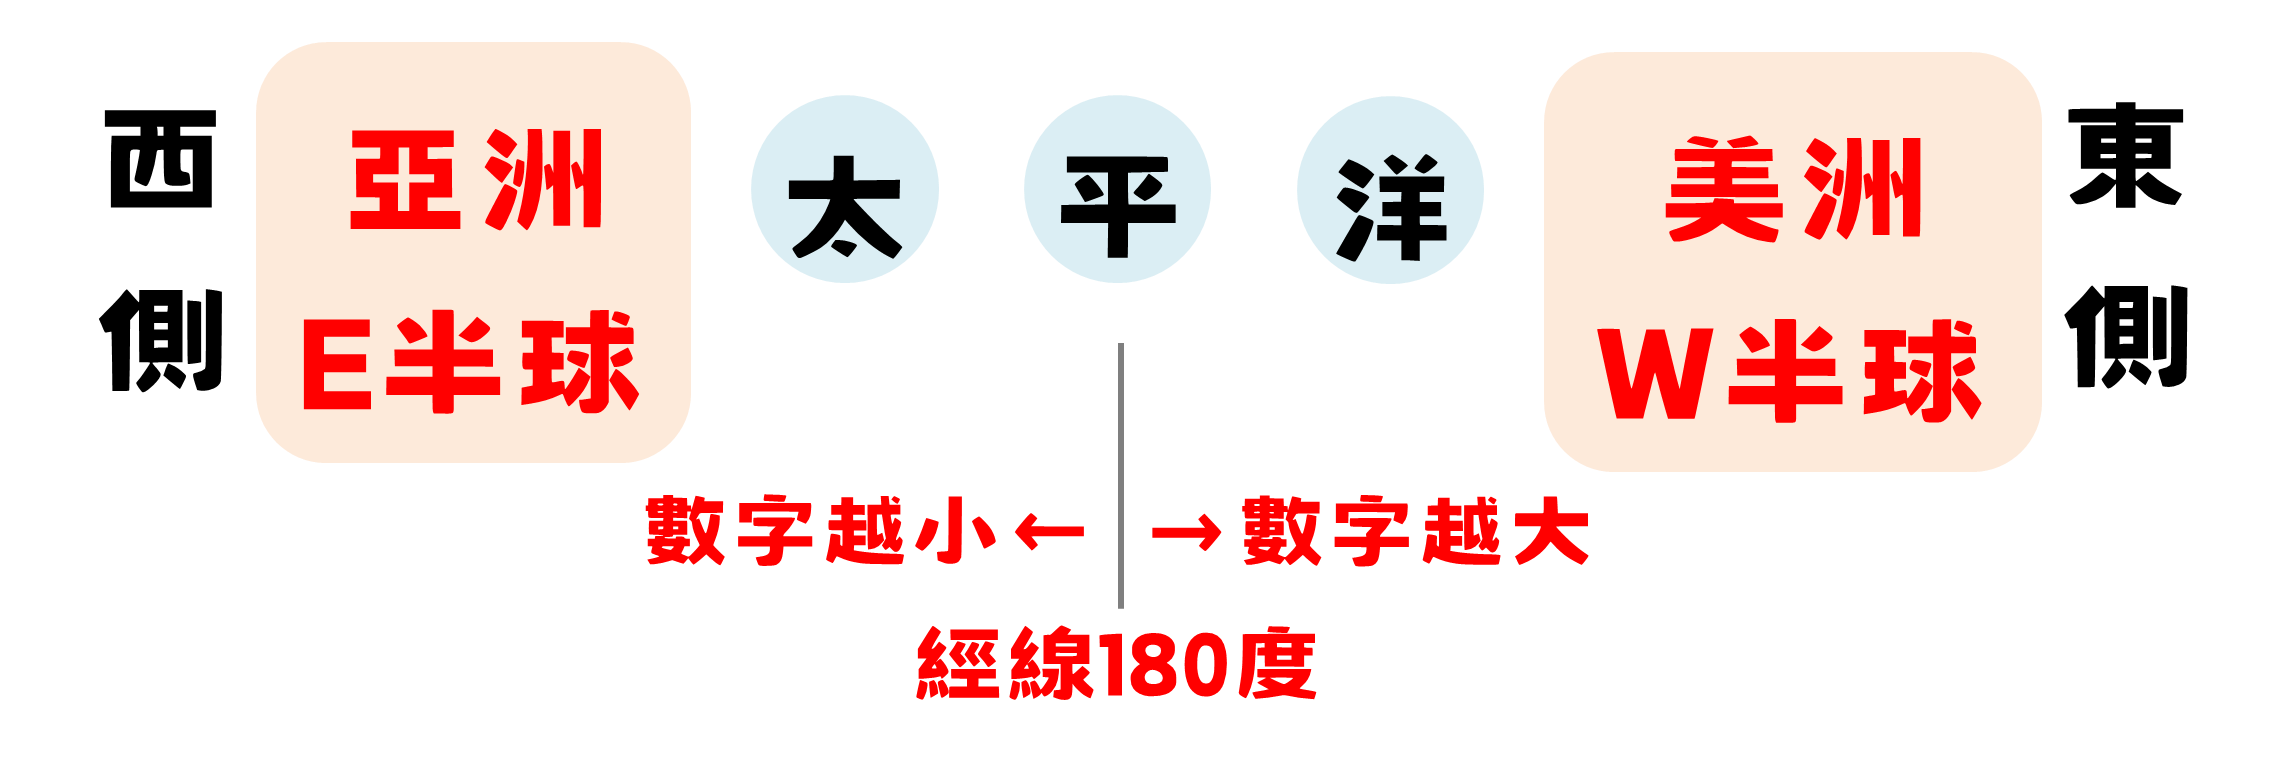 西側
亞洲
E半球
太平洋
美洲
W半球
東側
數字越小←
→數字越大
經線180度